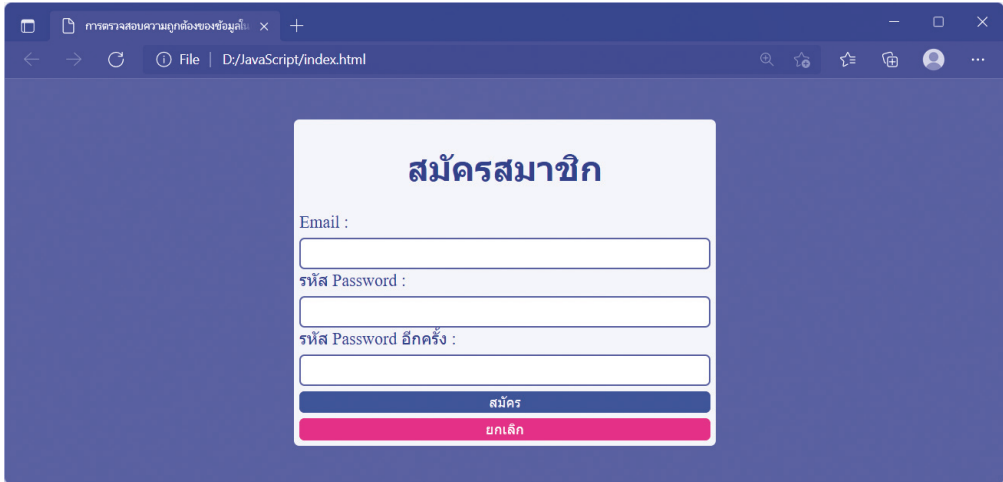 การตรวจสอบความถูกต้องของข้อมูลใน
File | D:/JavaScript/index.html
สมัครสมาชิก
Email :
รหัส Password :
รหัส Password อีกครั้ง :
สมัคร
ยกเลิก